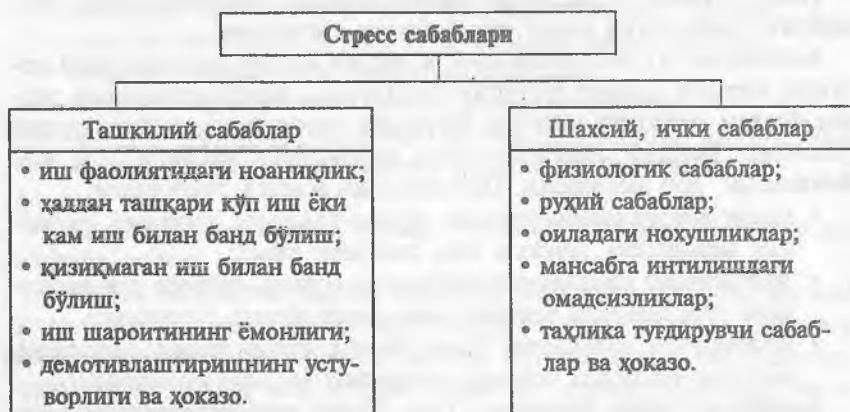 Стресс сабаблари
Ташкилий сабаблар
• иш фаолиятидаги ноаниқлик;
• ҳаддан ташқари кўп иш ёки
кам иш билан банд бўлиш;
• қизиқмаган иш билан банд
бўлиш;
• иш шароитининг ёмонлиги;
• демотивлаштиришнинг усту-
ворлиги ва ҳоказо.
Шахсий, ички сабаблар
• физиологик сабаблар;
• руҳий сабаблар;
• оиладаги нохушликлар;
• мансабга интилишдаги
омадсизликлар;
• таҳлика туғдирувчи сабаб-
лар ва ҳоказо.